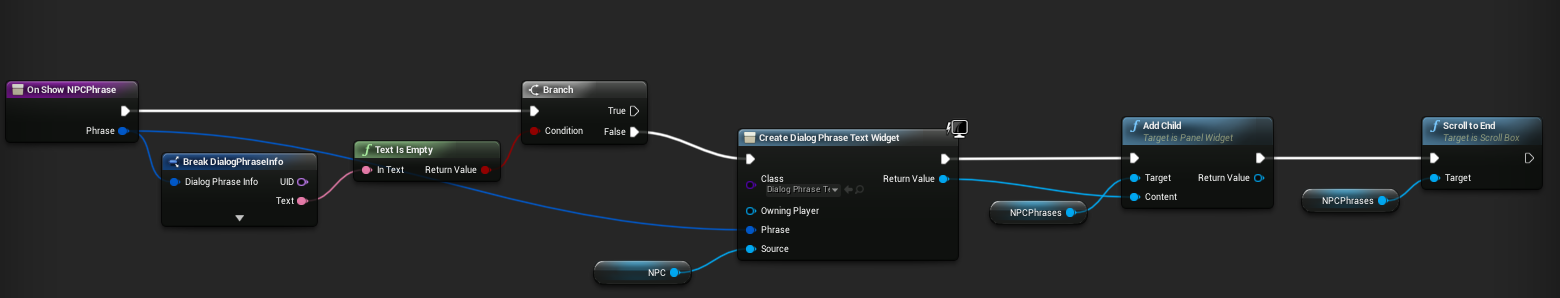 On Show NPCPhrase
Phrase
Break DialogPhraseInfo
Dialog Phrase Info
UID
Text
f Text Is Empty
In Text
Return Value
Branch
True
Condition
False
Create Dialog Phrase Text Widget
Class
Dialog Phrase Te
Return Value
Owning Player
Phrase
Source
NPC
NPCPhrases
f Add Child
Target is Panel Widget
Target
Return Value
Content
NPCPhrases
f Scroll to End
Target is Scroll Box
Target